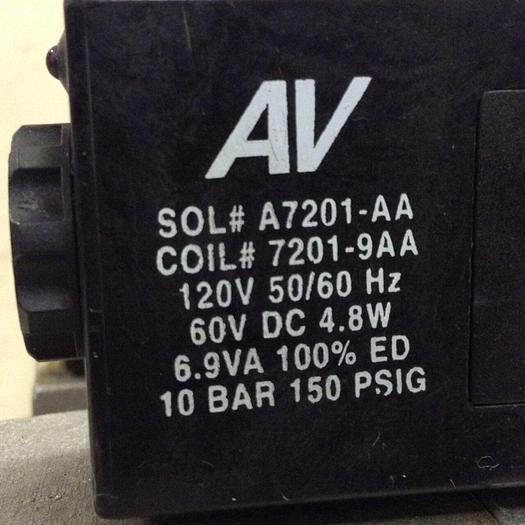 AV
SOL# A7201-AA
COIL# 7201-9AA
120V 50/60 Hz
60V DC 4.8W
6.9VA 100% ED
10 BAR 150 PSIG